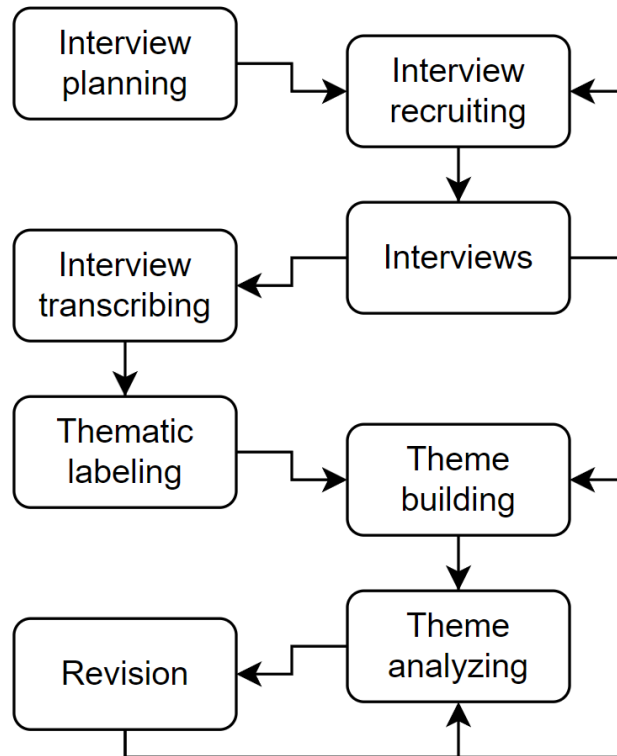 Interview
planning
Interview
recruiting
Interviews
Interview
transcribing
Thematic
labeling
Theme
building
Theme
analyzing
Revision